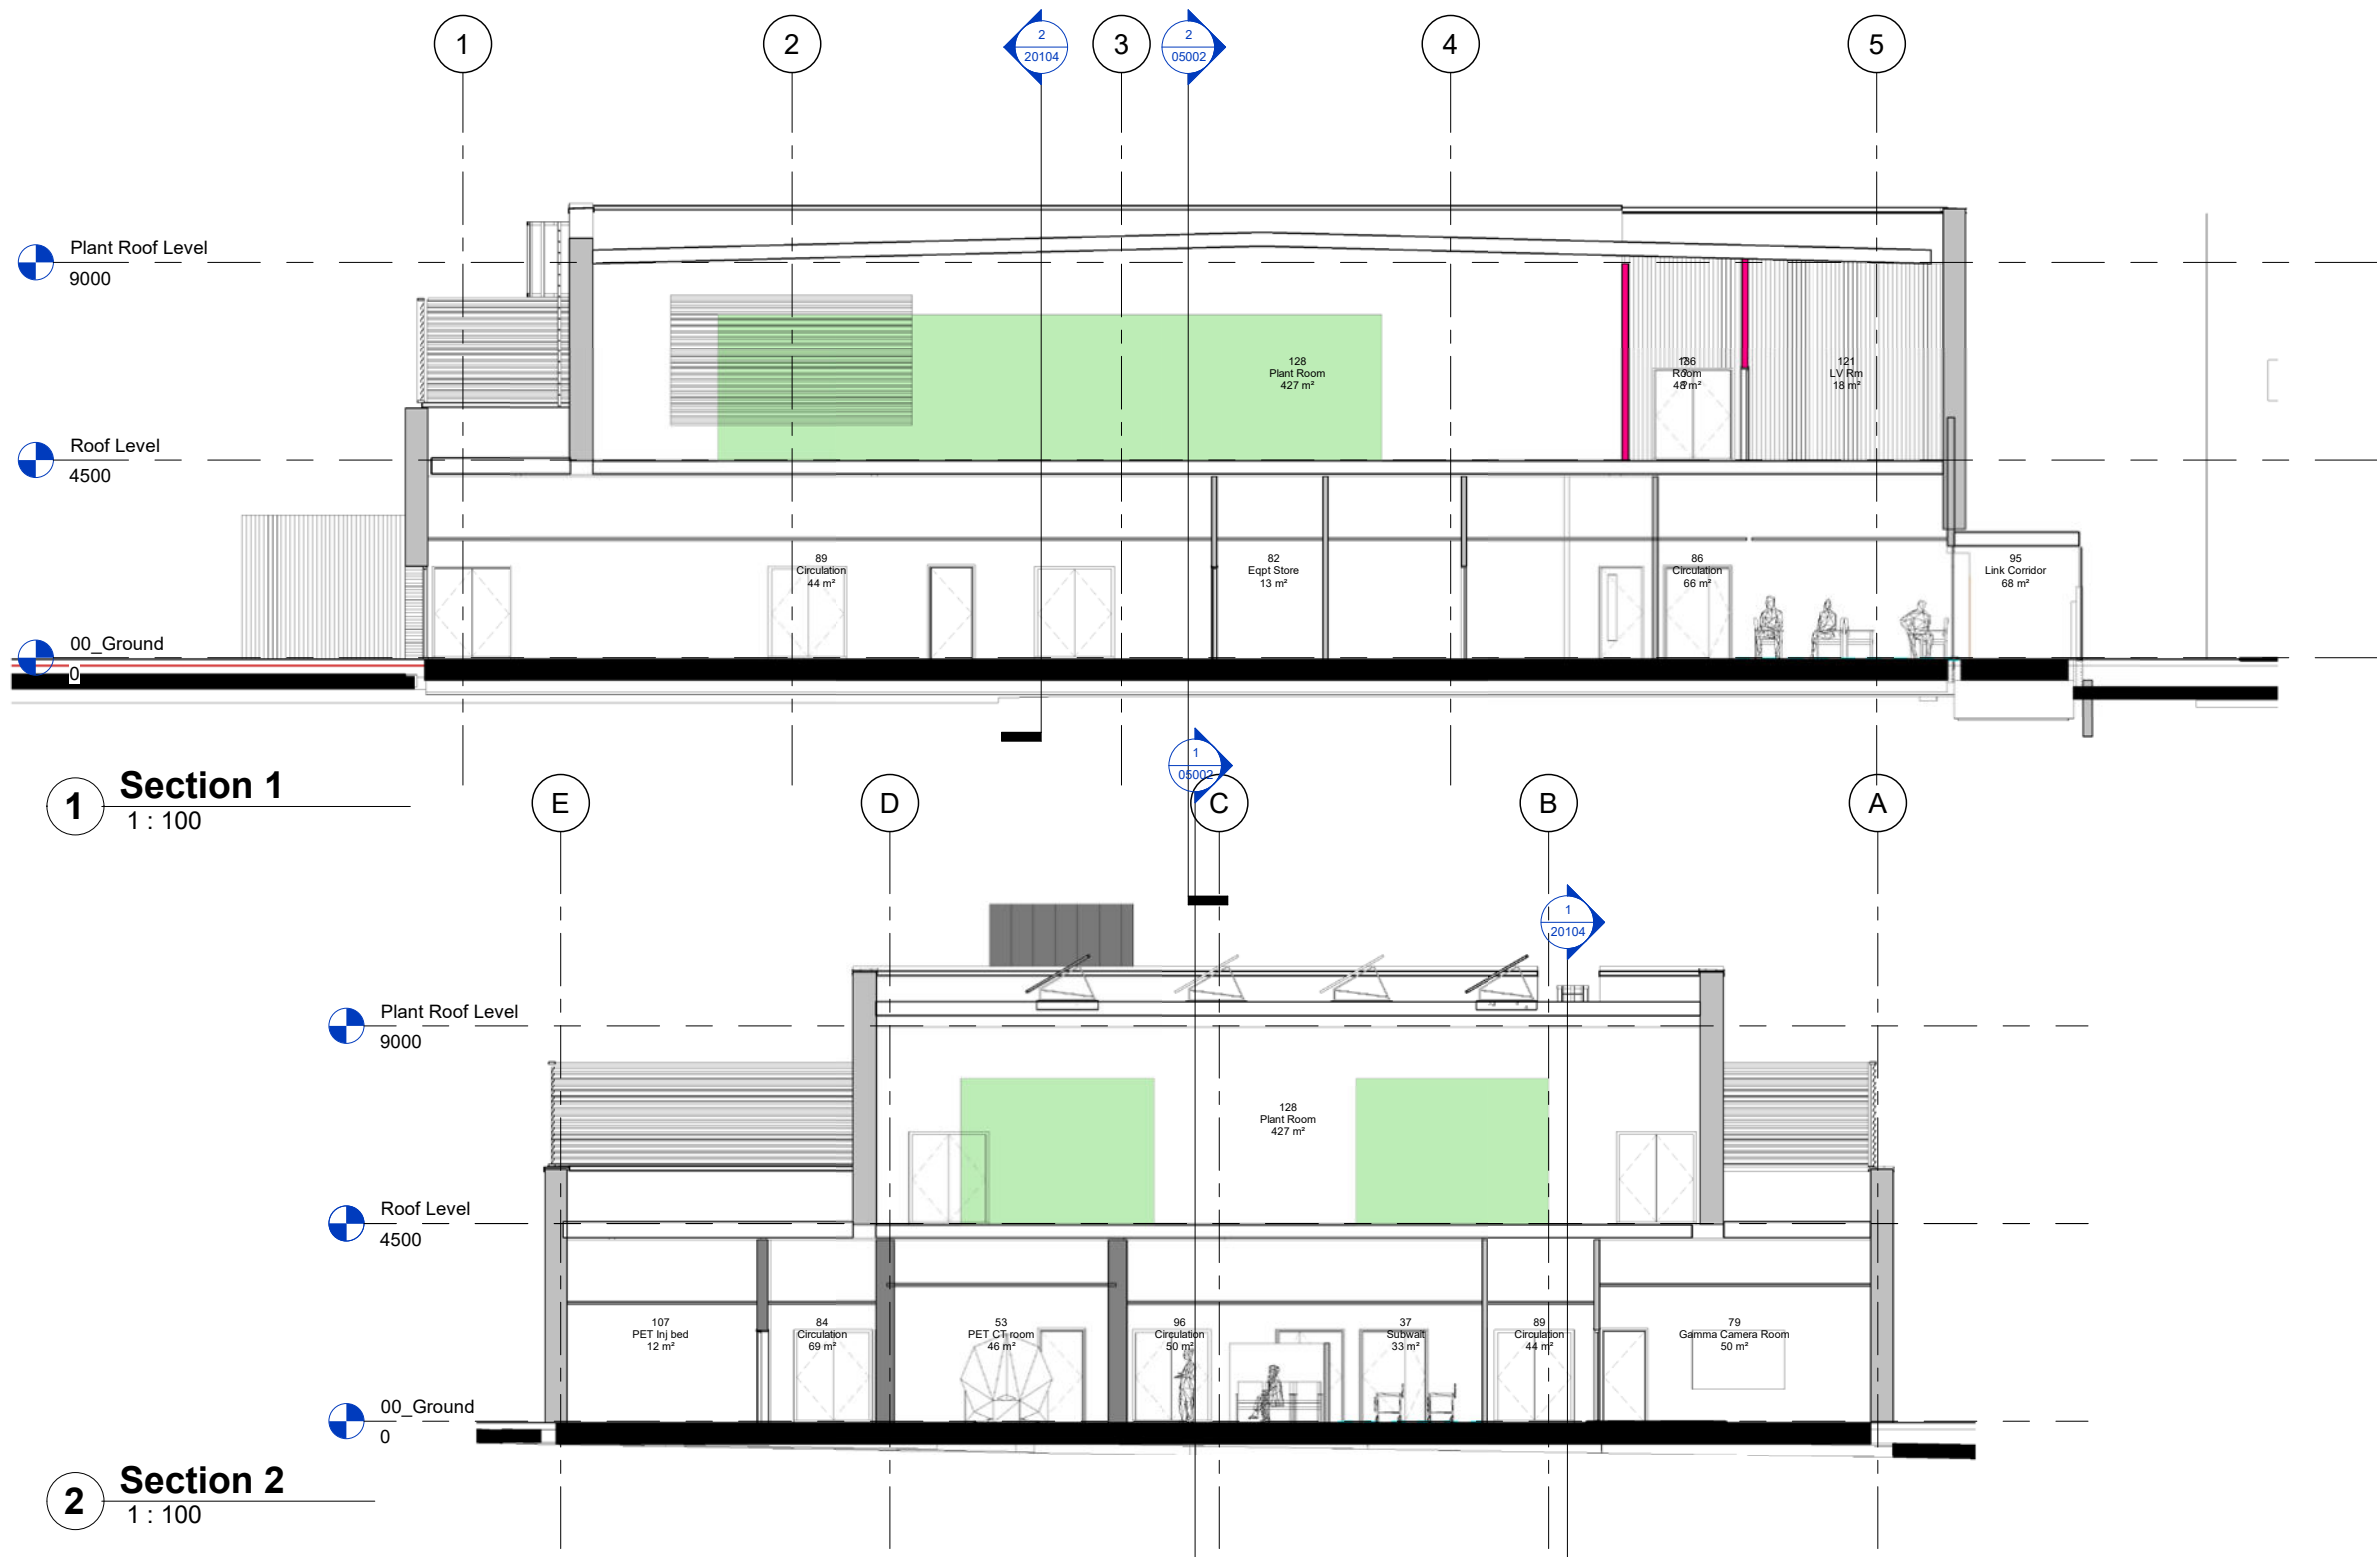 1
2
2
20104
3
2
05002
4
5
Plant Roof Level
9000
128
Plant Room
427 m²
Room
121
LV Rm
18 m²
Roof Level
4500
89
Circulation
44 m²
82
Eqpt Store
13 m²
86
Circulation
66 m²
95
Link Corridor
68 m²
00_Ground
0
1
Section 1
1 : 100
E
D
1
05002
C
B
A
1
20104
Plant Roof Level
9000
128
Plant Room
427 m²
Roof Level
4500
107
PET Inj bed
12 m²
84
Circulation
69 m²
53
PET CT room
46 m²
96
Circulation
50 m²
37
Subwait
33 m²
89
Circulation
44 m²
79
Gamma Camera Room
50 m²
00_Ground
0
2
Section 2
1 : 100